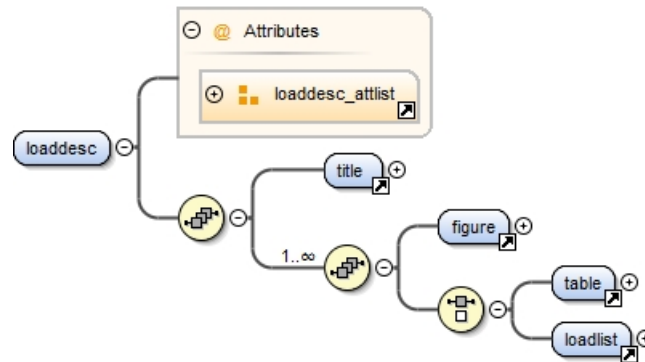 @ Attributes
loaddesc_attlist
loaddesc
title
1..∞
figure
table
loadlist